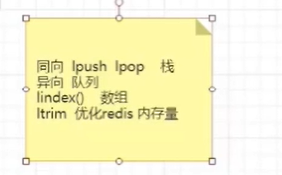 同向 lpush lpop 栈
异向 队列
lindex() 数组
ltrim 优化redis 内存量